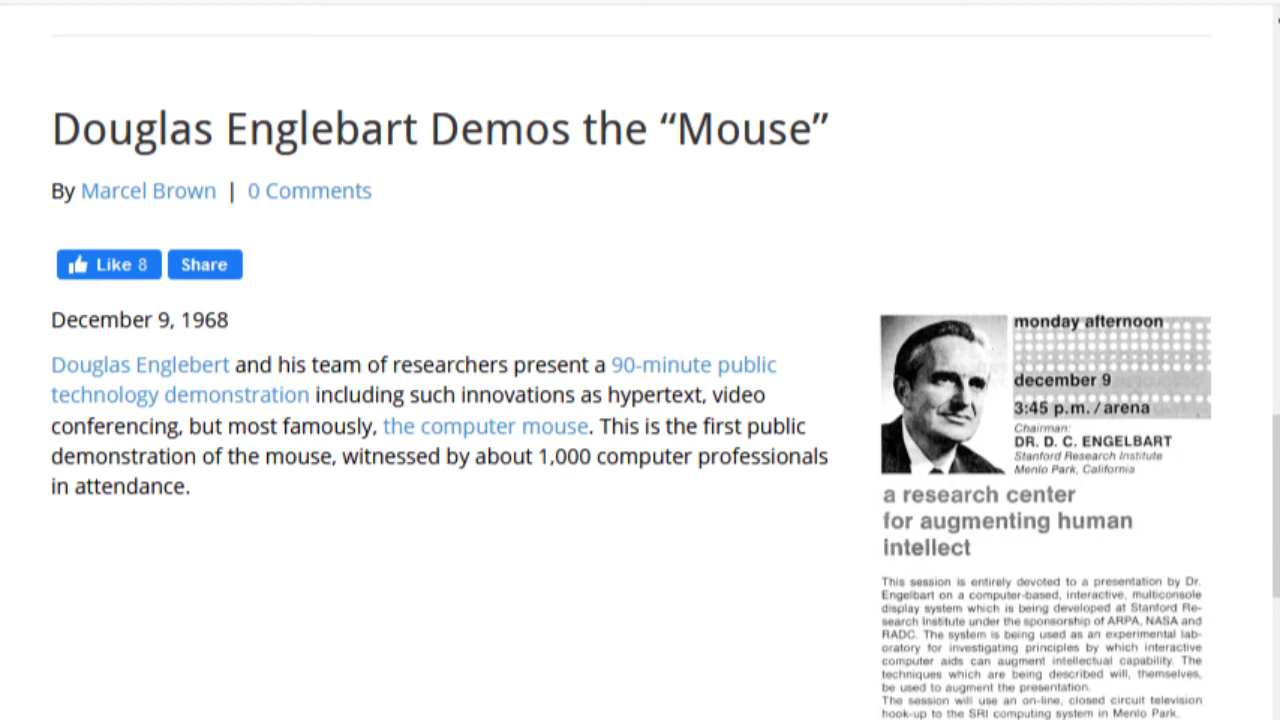 Douglas Englebart Demos the “Mouse”
By Marcel Brown | 0 Comments
Like 8 Share
December 9, 1968
Douglas Englebert and his team of researchers present a 90-minute public
technology demonstration including such innovations as hypertext, video
conferencing, but most famously, the computer mouse. This is the first public
demonstration of the mouse, witnessed by about 1,000 computer professionals
in attendance.
monday afternoon
december 9
3:45 p.m. / arena
Chairman:
DR. D. C. ENGELBART
Stanford Research Institute
Menlo Park, California
a research center
for augmenting human
intellect
This session is entirely devoted to a presentation by Dr.
Engelbart on a computer-based, interactive, multiconsole
display system which is being developed at Stanford Re-
search Institute under the sponsorship of ARPA, NASA and
RADC. The system is being used as an experimental lab-
oratory for investigating principles by which interactive
computer aids can augment intellectual capability. The
techniques which are being described will, themselves,
be used to augment the presentation.
The session will use an on-line, closed circuit television
hook-up to the SRI computing system in Menlo Park.